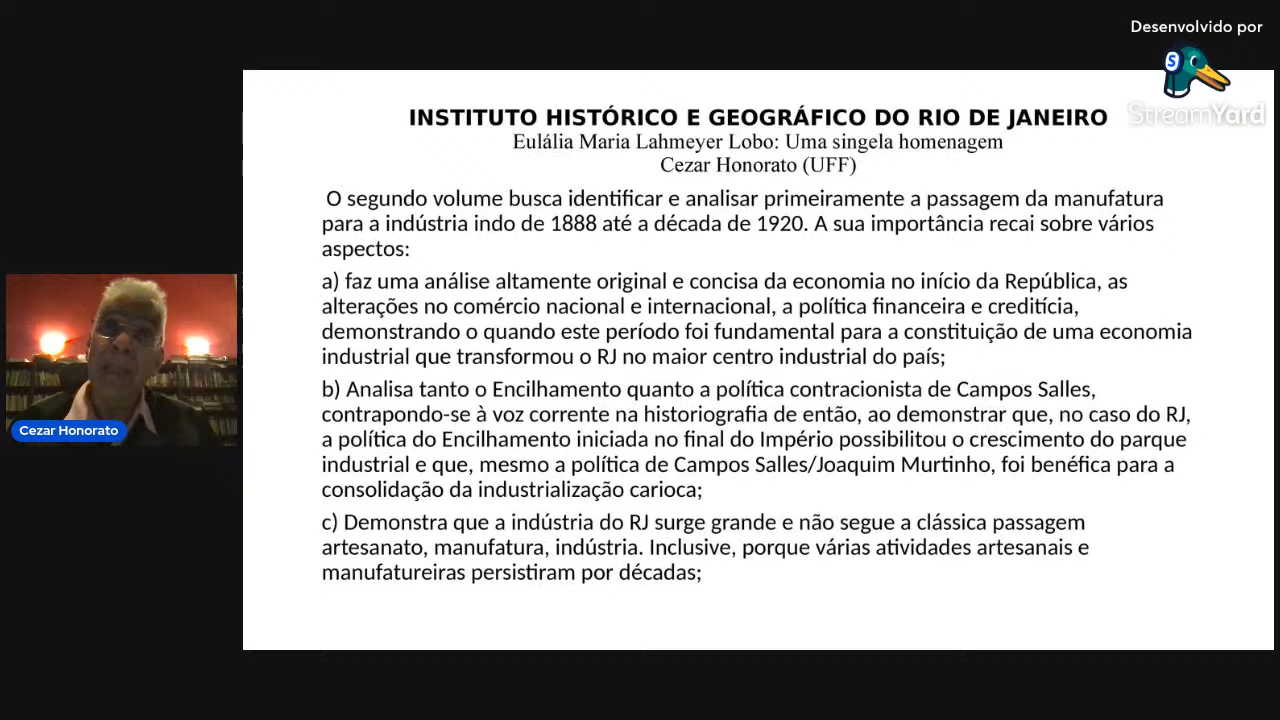 Desenvolvido por
StreamYard
INSTITUTO HISTÓRICO E GEOGRÁFICO DO RIO DE JANEIRO
Eulália Maria Lahmeyer Lobo: Uma singela homenagem
Cezar Honorato (UFF)
O segundo volume busca identificar e analisar primeiramente a passagem da manufatura
para a indústria indo de 1888 até a década de 1920. A sua importância recai sobre vários
aspectos:
a) faz uma análise altamente original e concisa da economia no início da República, as
alterações no comércio nacional e internacional, a política financeira e creditícia,
demonstrando o quando este período foi fundamental para a constituição de uma economia
industrial que transformou o RJ no maior centro industrial do país;
b) Analisa tanto o Encilhamento quanto a política contracionista de Campos Salles,
contrapondo-se à voz corrente na historiografia de então, ao demonstrar que, no caso do RJ,
a política do Encilhamento iniciada no final do Império possibilitou o crescimento do parque
industrial e que, mesmo a política de Campos Salles/Joaquim Murtinho, foi benéfica para a
consolidação da industrialização carioca;
c) Demonstra que a indústria do RJ surge grande e não segue a clássica passagem
artesanato, manufatura, indústria. Inclusive, porque várias atividades artesanais e
manufatureiras persistiram por décadas;
Cezar Honorato